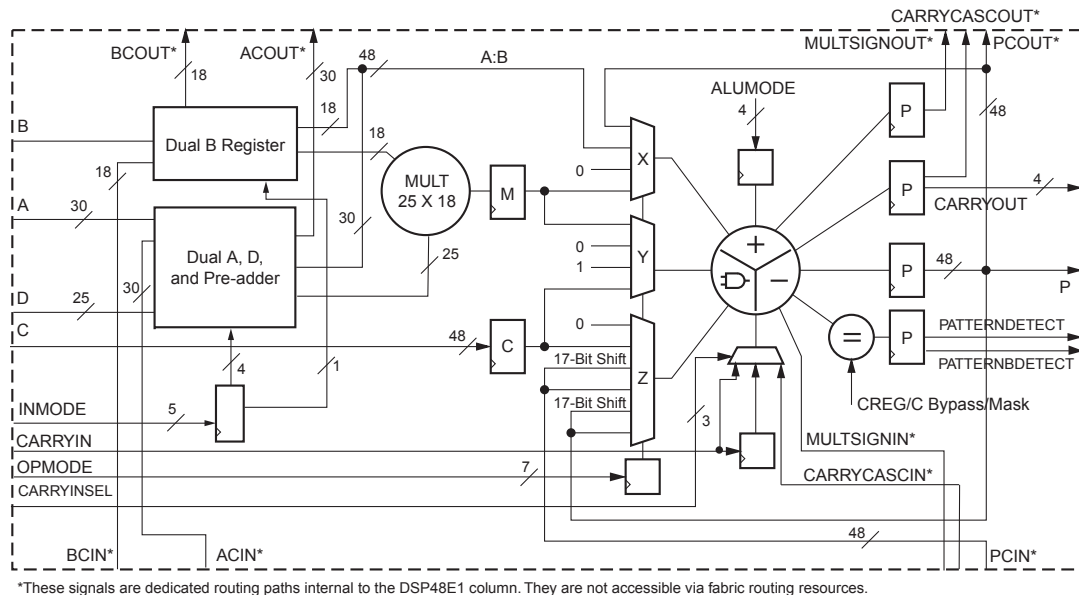 CARRYCASCOUT*
BCOUT*
ACOUT*
MULTSIGNOUT*
PCOUT*
18
30
48
A:B
ALUMODE
4
48
B
Dual B Register
18
18
18
MULT
25 X 18
0
X
P
P
4
CARRYOUT
A
30
Dual A, D,
and Pre-adder
30
30
M
25
0
1
Y
+
−
P
48
P
D
25
C
48
C
0
17-Bit Shift
Z
17-Bit Shift
=
P
PATTERNDETECT
PATTERNBDETECT
CREG/C Bypass/Mask
4
1
INMODE
5
3
CARRYIN
MULTSIGNIN*
OPMODE
7
CARRYCASCIN*
CARRYINSEL
48
BCIN*
ACIN*
PCIN*
*These signals are dedicated routing paths internal to the DSP48E1 column. They are not accessible via fabric routing resources.